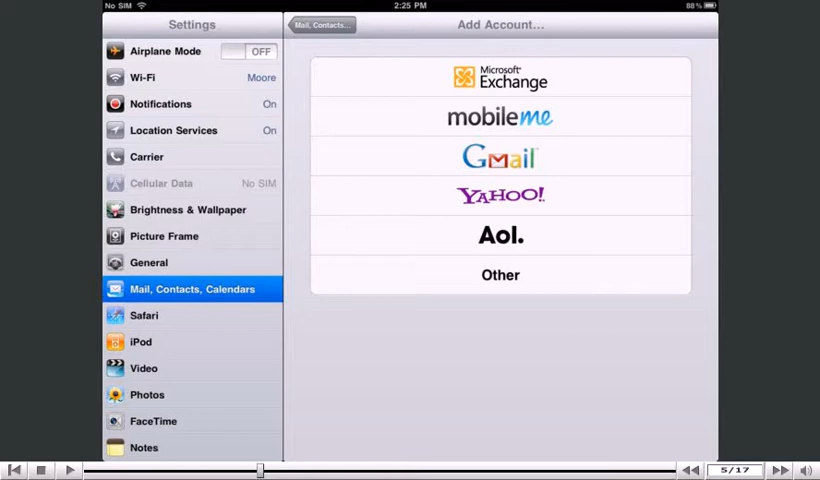 No SIM
2:25 PM
88%
Settings
Mail, Contacts...
Add Account...
Airplane Mode OFF
Wi-Fi Moore
Notifications On
Location Services On
Carrier
Cellular Data No SIM
Brightness & Wallpaper
Picture Frame
General
Mail, Contacts, Calendars
Safari
iPod
Video
Photos
FaceTime
Notes
Microsoft®
Exchange
mobileme
Gmail™
YAHOO!
Aol.
Other
5/17